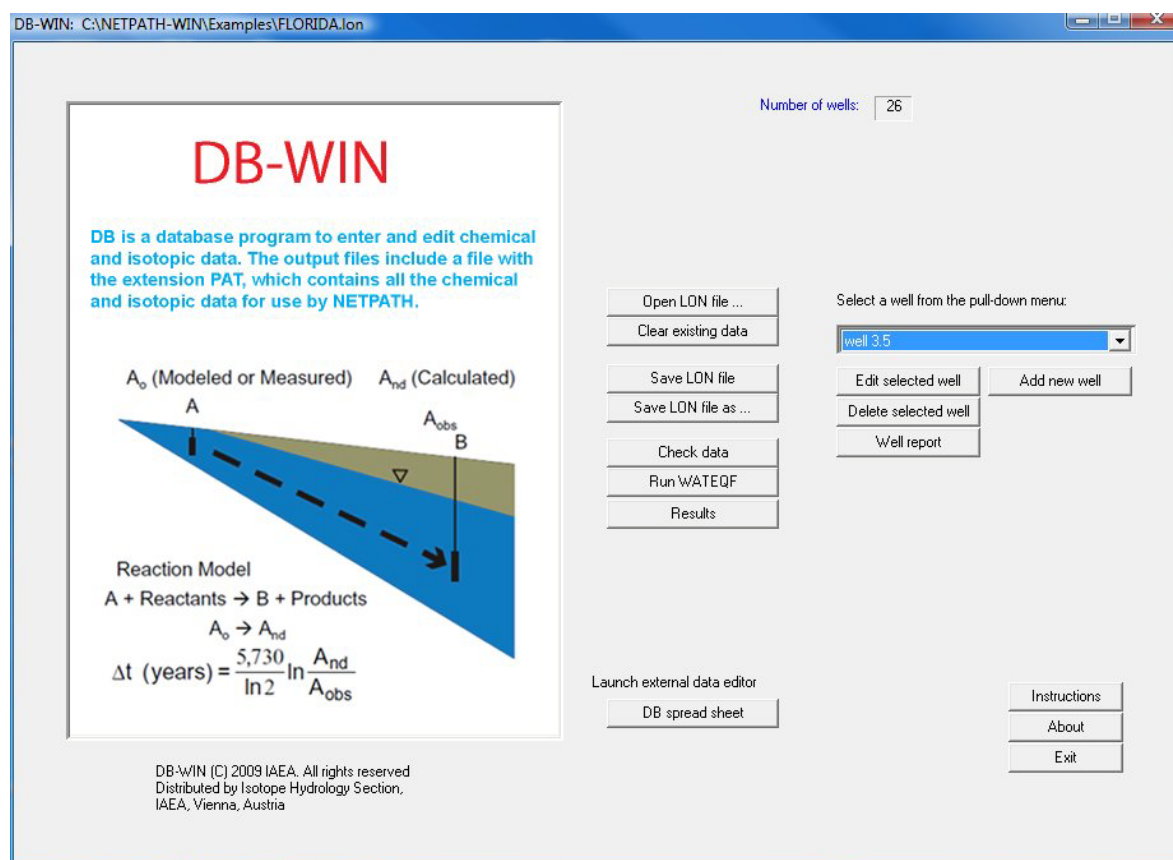 DB-WIN: C:\NETPATH-WIN\Examples\FLORIDA.lon
DB-WIN
DB is a database program to enter and edit chemical
and isotopic data. The output files include a file with
the extension PAT, which contains all the chemical
and isotopic data for use by NETPATH.
Aₒ (Modeled or Measured) Aₙd (Calculated)
A
Aobs
B
Reaction Model
A + Reactants → B + Products
Aₒ → Aₙd
Δt (years) = 5,730/ln2 ln Aₙd/Aobs
DB-WIN (C) 2009 IAEA. All rights reserved
Distributed by Isotope Hydrology Section,
IAEA, Vienna, Austria
Number of wells: 26
Open LON file ...
Clear existing data
Save LON file
Save LON file as ...
Check data
Run WATEQF
Results
Select a well from the pull-down menu:
well 3.5
Edit selected well
Add new well
Delete selected well
Well report
Launch external data editor
DB spread sheet
Instructions
About
Exit